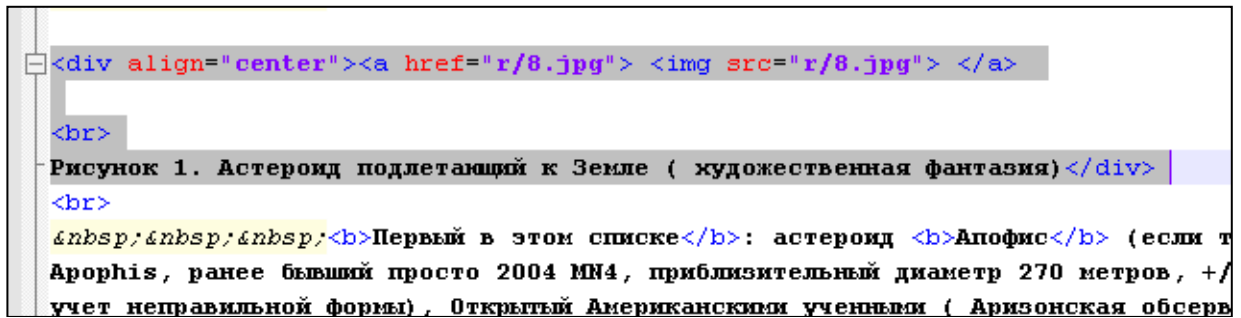 <div align="center"><a href="r/8.jpg"> <img src="r/8.jpg"> </a>
<br>
Рисунок 1. Астероид подлетающий к Земле ( художественная фантазия)</div>
<br>
&nbsp;&nbsp;&nbsp;<b>Первый в этом списке</b>: астероид <b>Апофис</b> (если т
Apophis, ранее бывший просто 2004 MN4, приблизительный диаметр 270 метров, +/
учет неправильной формы), Открытый Американскими ученными ( Аризонская обсерв